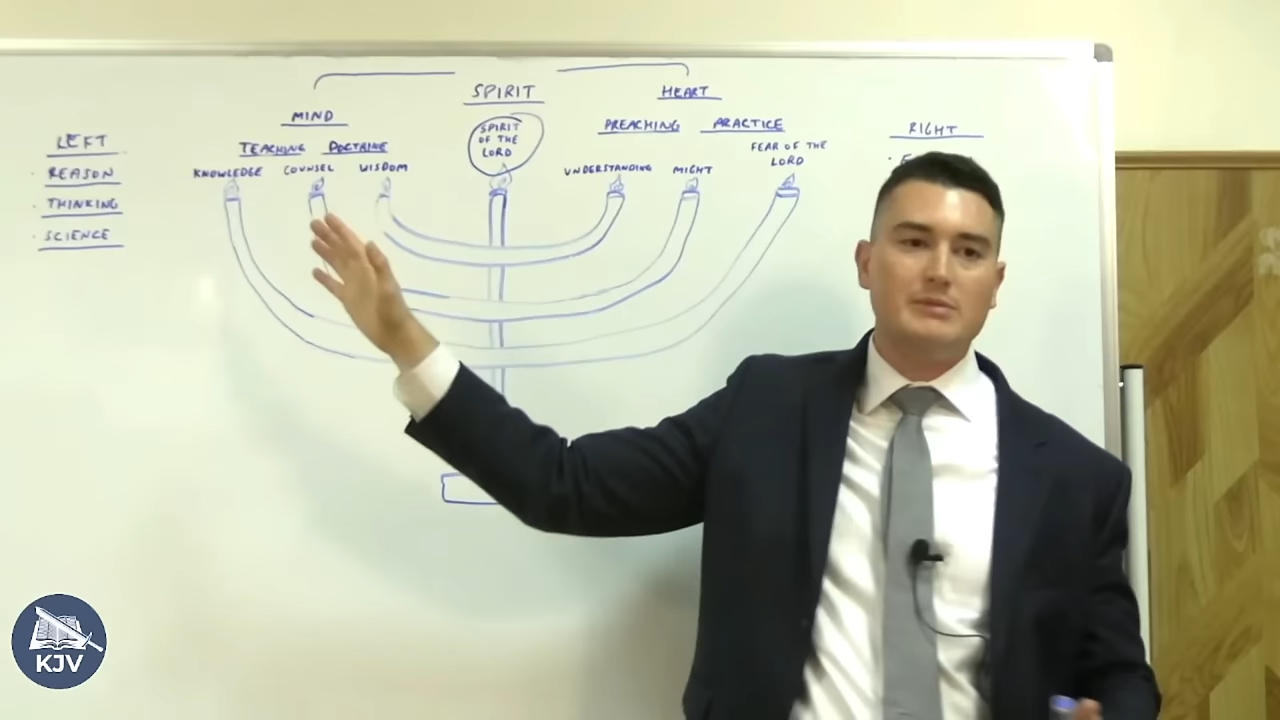 SPIRIT
MIND
HEART
LEFT
REASON
THINKING
SCIENCE
TEACHING DOCTRINE
KNOWLEDGE COUNSEL WISDOM
SPIRIT
OF THE
LORD
PREACHING PRACTICE
UNDERSTANDING MIGHT
FEAR OF THE
LORD
RIGHT
KJV